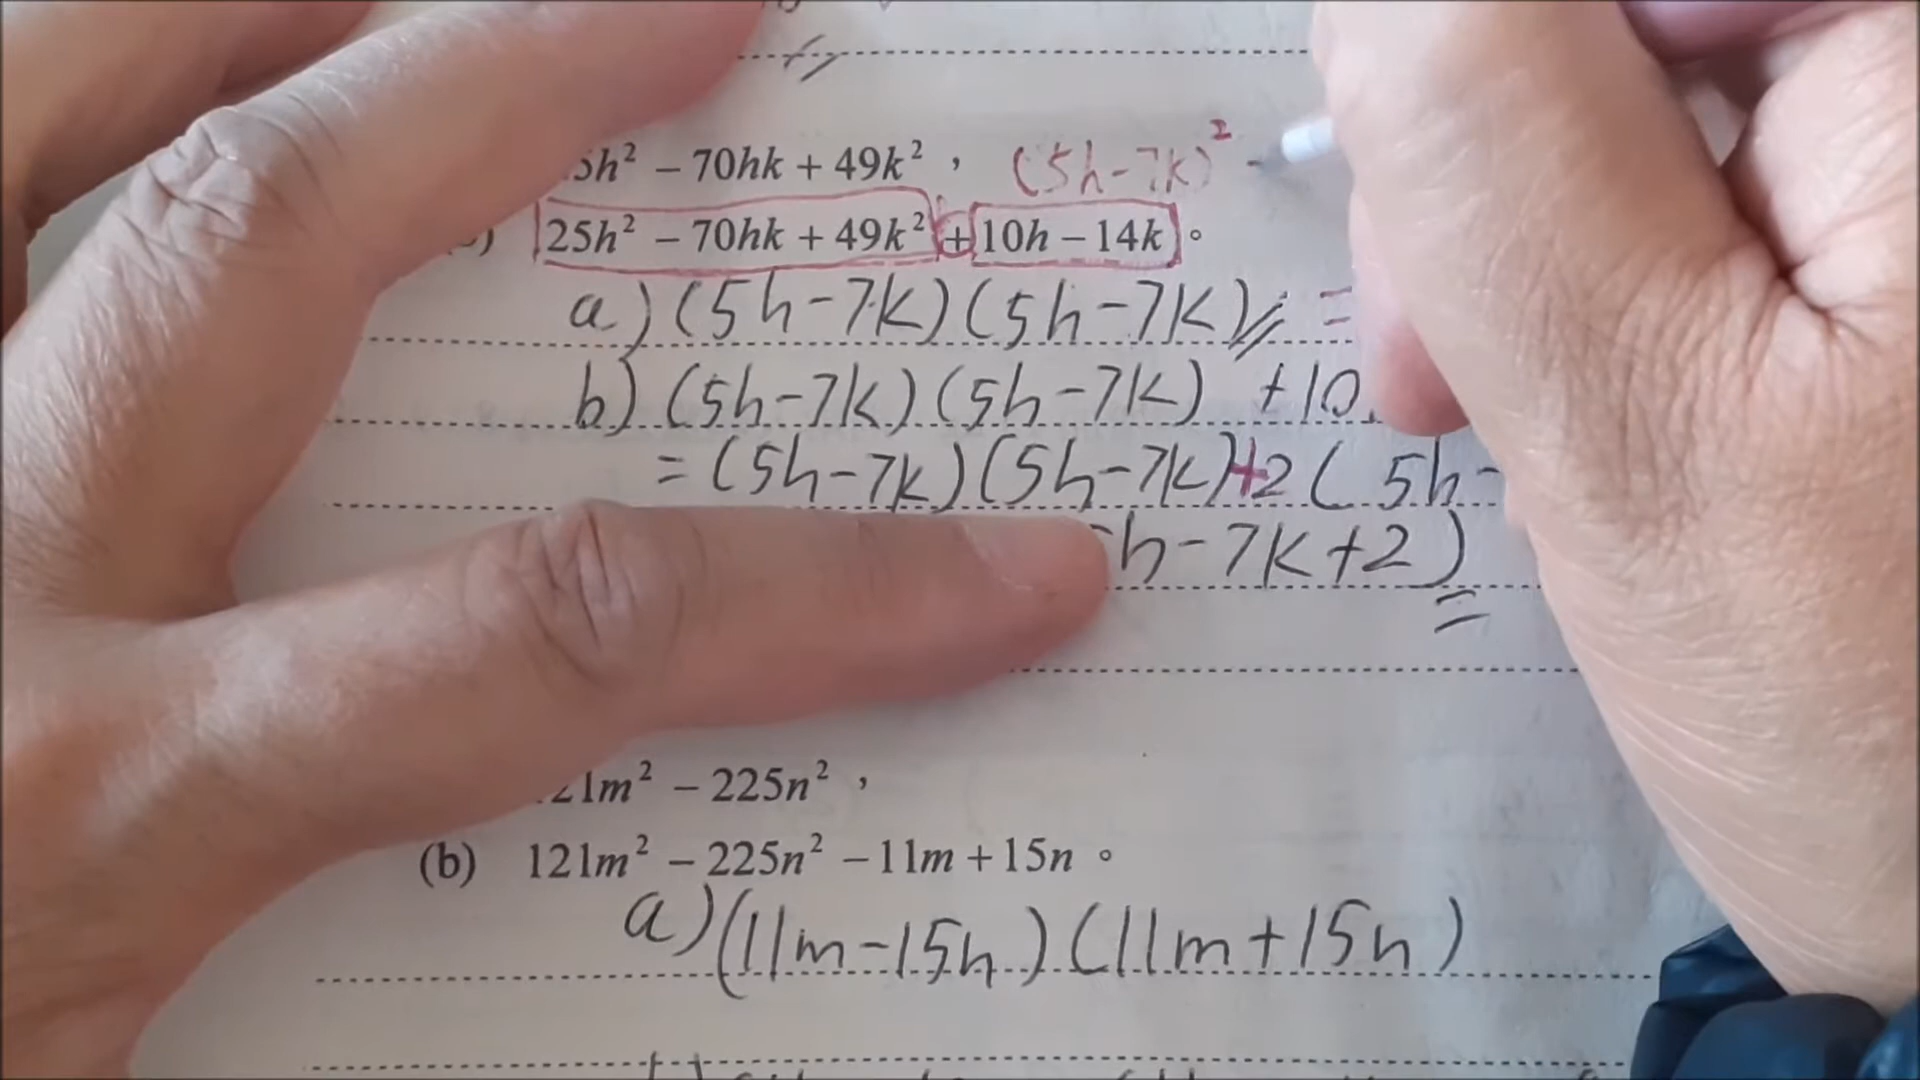 5h² − 70hk + 49k² , (5h-7k)² -
25h² − 70hk + 49k² + 10h − 14k 。
a) (5h-7k)(5h-7k) =
b) (5h-7k)(5h-7k) +10
= (5h-7k)(5h-7k)+2(5h-
h-7k+2)
21m² − 225n² ,
(b) 121m² − 225n² − 11m + 15n 。
a) (11m-15n)(11m+15n)